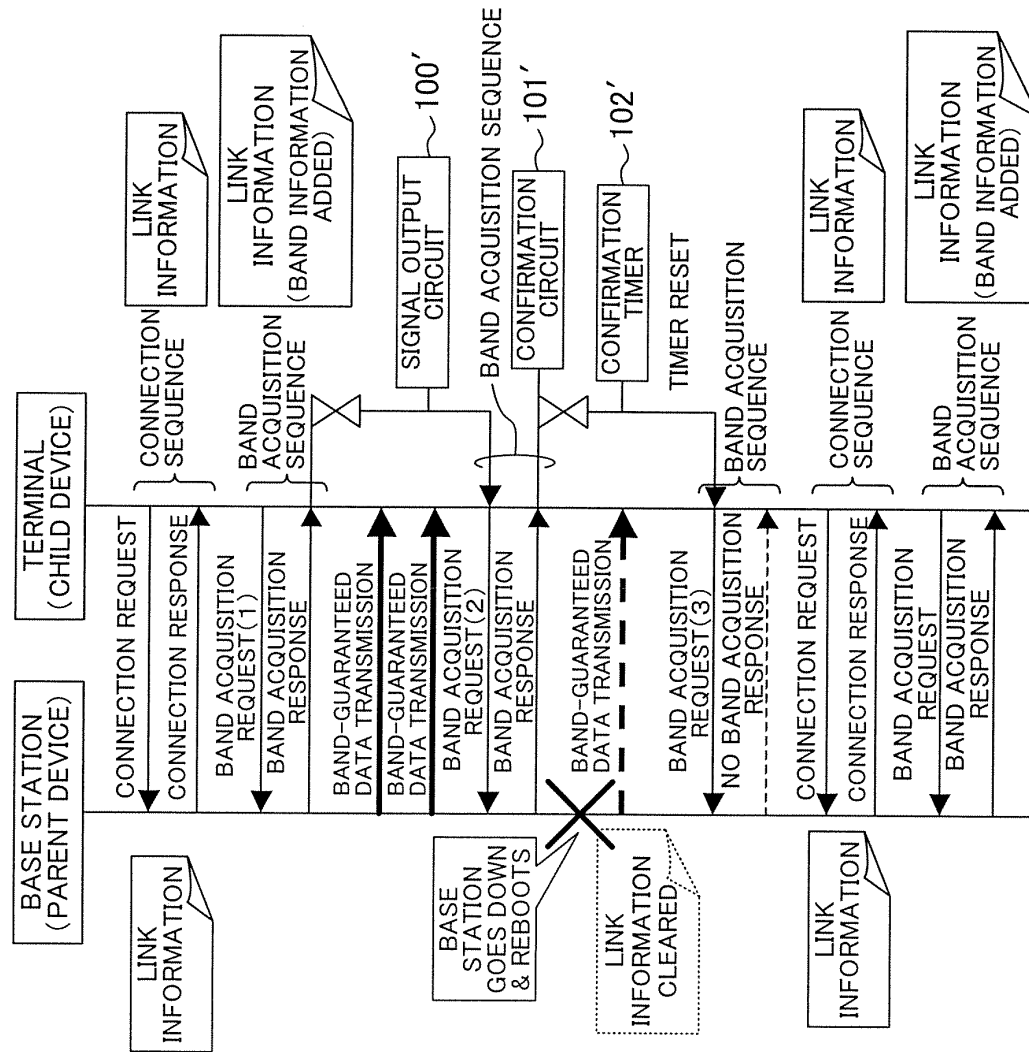 BASE STATION
(PARENT DEVICE)
TERMINAL
(CHILD DEVICE)
LINK
INFORMATION
CONNECTION REQUEST
CONNECTION RESPONSE
CONNECTION
SEQUENCE
LINK
INFORMATION
BAND ACQUISITION
REQUEST(1)
BAND ACQUISITION
RESPONSE
BAND
ACQUISITION
SEQUENCE
LINK
INFORMATION
(BAND INFORMATION
ADDED)
BAND-GUARANTEED
DATA TRANSMISSION
BAND-GUARANTEED
DATA TRANSMISSION
SIGNAL OUTPUT
CIRCUIT
100′
BAND ACQUISITION
REQUEST(2)
BAND ACQUISITION
RESPONSE
BAND ACQUISITION SEQUENCE
CONFIRMATION
CIRCUIT
101′
BASE
STATION
GOES DOWN
& REBOOTS
LINK
INFORMATION
CLEARED
BAND-GUARANTEED
DATA TRANSMISSION
CONFIRMATION
TIMER
102′
TIMER RESET
BAND ACQUISITION
REQUEST(3)
NO BAND ACQUISITION
RESPONSE
BAND ACQUISITION
SEQUENCE
LINK
INFORMATION
CONNECTION REQUEST
CONNECTION RESPONSE
CONNECTION
SEQUENCE
LINK
INFORMATION
BAND ACQUISITION
REQUEST
BAND ACQUISITION
RESPONSE
BAND
ACQUISITION
SEQUENCE
LINK
INFORMATION
(BAND INFORMATION
ADDED)